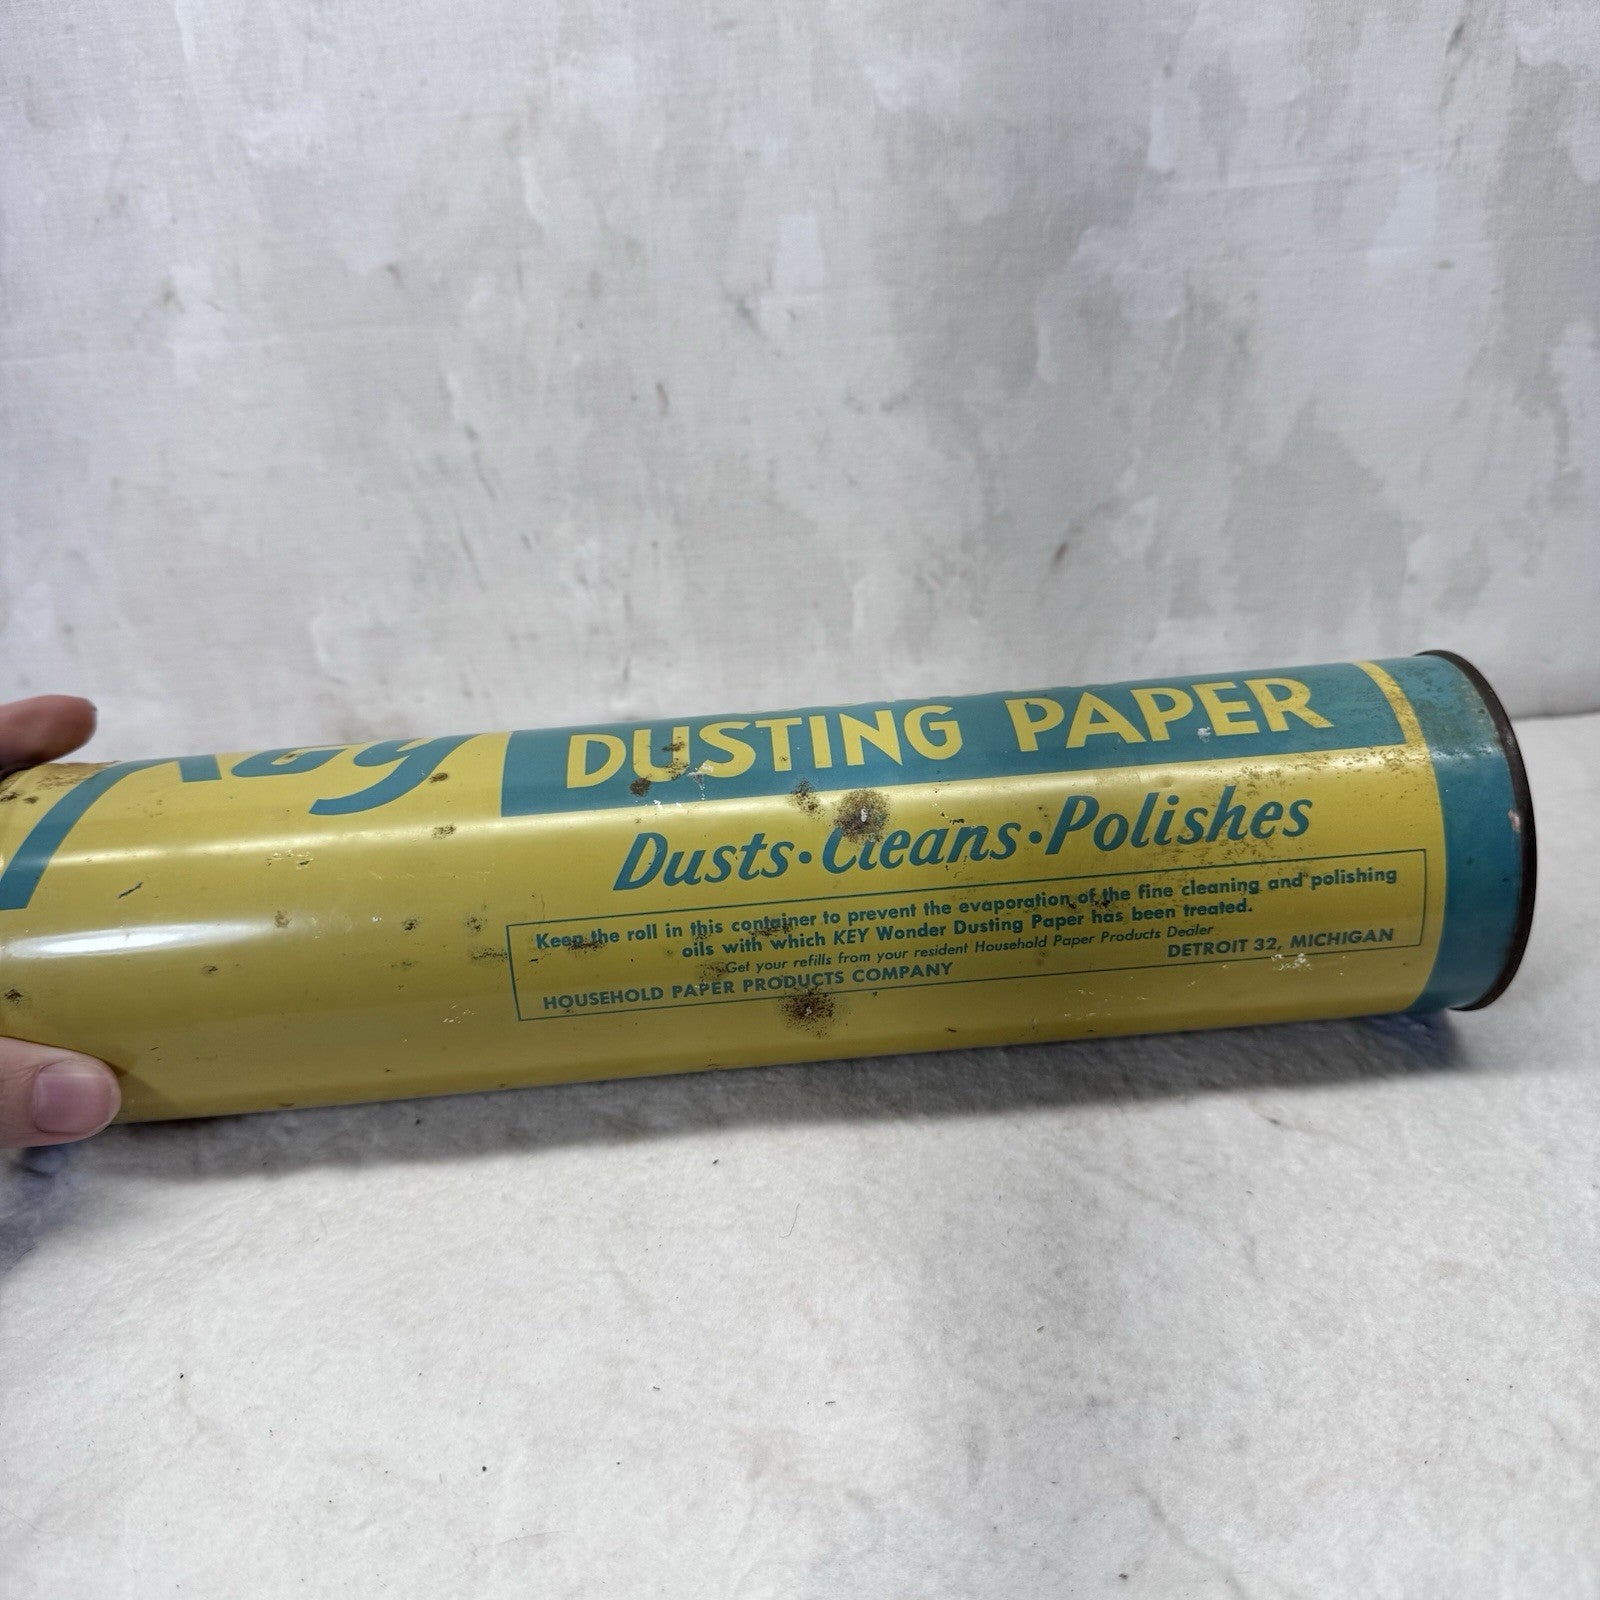 Key
DUSTING PAPER
Dusts·Cleans·Polishes
Keep the roll in this container to prevent the evaporation of the fine cleaning and polishing
oils with which KEY Wonder Dusting Paper has been treated.
Get your refills from your resident Household Paper Products Dealer
HOUSEHOLD PAPER PRODUCTS COMPANY DETROIT 32, MICHIGAN